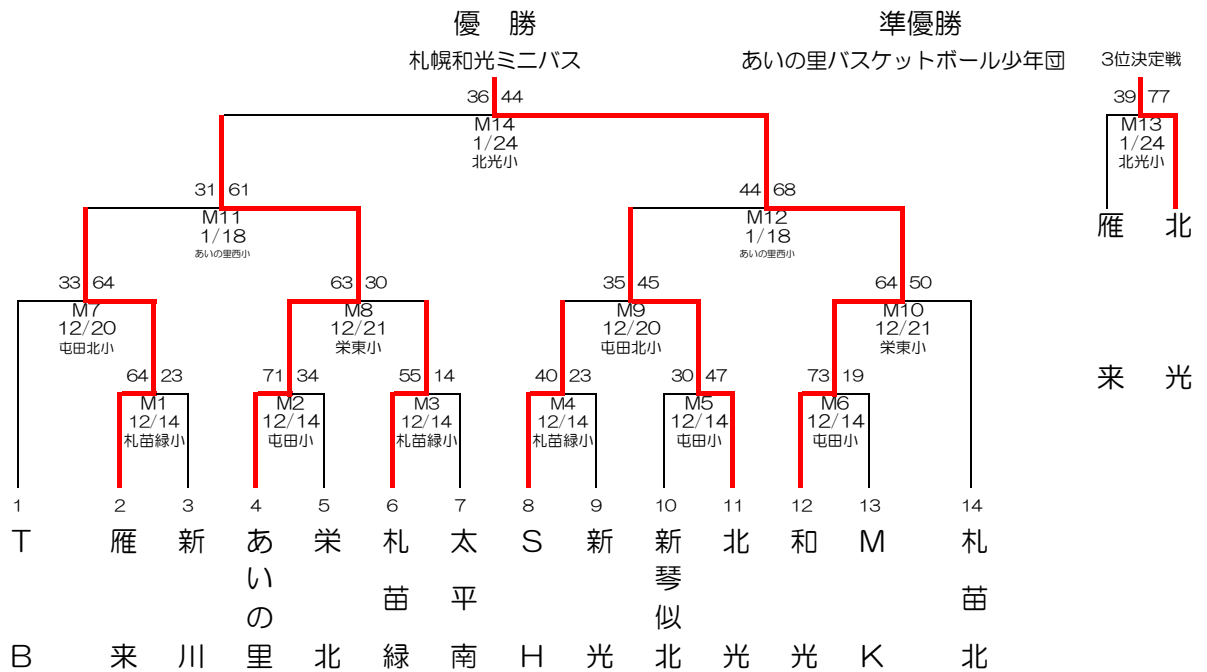 優　勝　準優勝
札幌和光ミニバス　あいの里バスケットボール少年団　3位決定戦
36 44　39 77
M14　M13
1/24　1/24
北光小　北光小
31 61　44 68
M11　M12　雁来　北光
1/18　1/18
あいの里西小　あいの里西小
33 64　63 30　35 45　64 50
M7　M8　M9　M10
12/20　12/21　12/20　12/21
屯田北小　栄東小　屯田北小　栄東小
64 23　71 34　55 14　40 23　30 47　73 19
M1　M2　M3　M4　M5　M6
12/14　12/14　12/14　12/14　12/14　12/14
札苗緑小　屯田小　札苗緑小　札苗緑小　屯田小　屯田小
1　2　3　4　5　6　7　8　9　10　11　12　13　14
TB　雁来　新川　あいの里　栄北　札苗緑　太平南　SH　新光　新琴似北　北光　和光　MK　札苗北